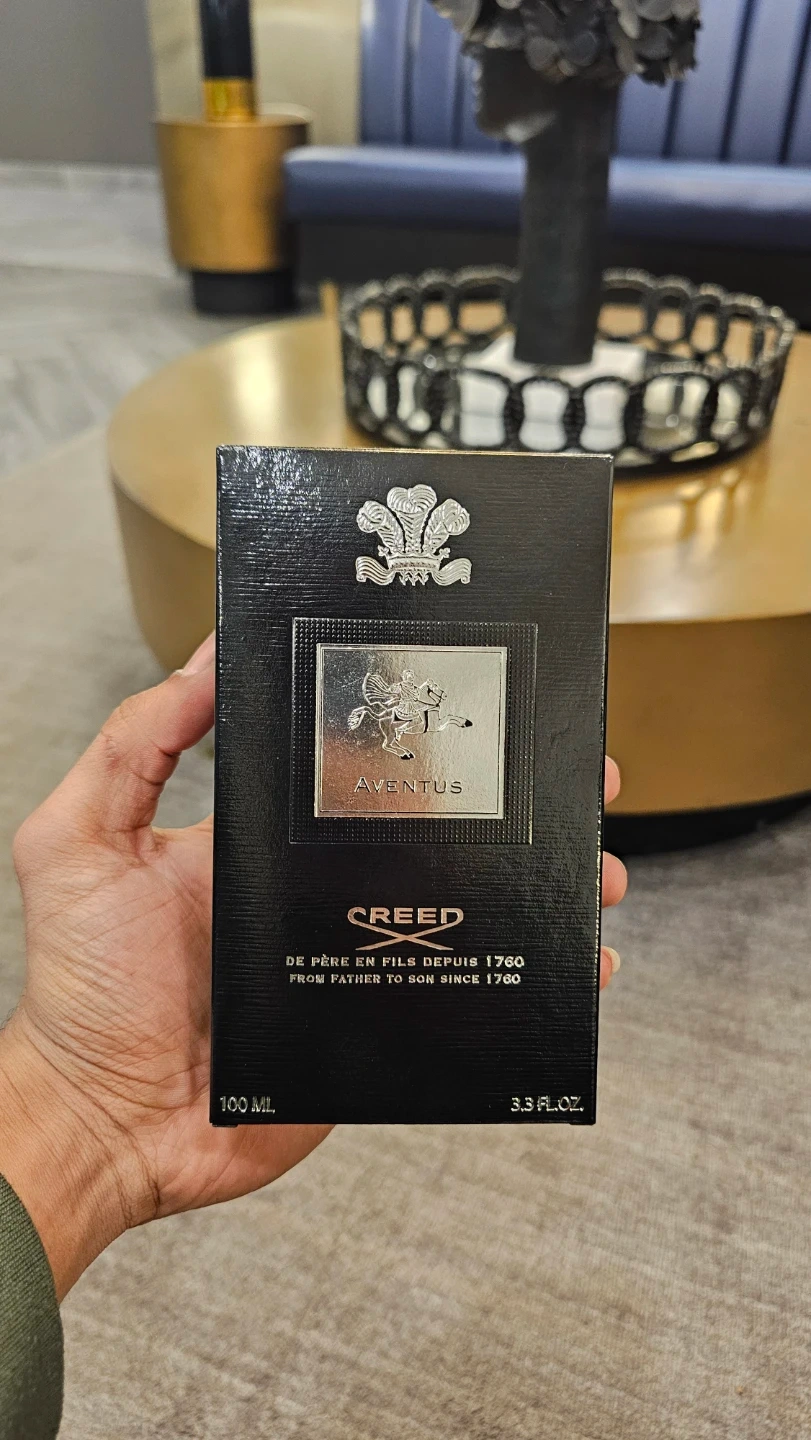 AVENTUS
CREED
DE PÈRE EN FILS DEPUIS 1760
FROM FATHER TO SON SINCE 1760
100 ML
3.3 FL.OZ.